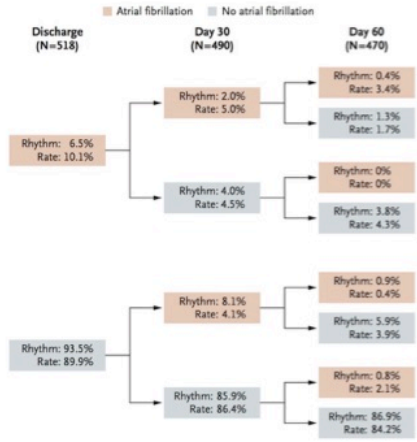 Atrial fibrillation No atrial fibrillation
Discharge Day 30 Day 60
(N=518) (N=490) (N=470)
Rhythm: 0.4%
Rate: 3.4%
Rhythm: 2.0%
Rate: 5.0%
Rhythm: 1.3%
Rate: 1.7%
Rhythm: 6.5%
Rate: 10.1%
Rhythm: 0%
Rate: 0%
Rhythm: 4.0%
Rate: 4.5%
Rhythm: 3.8%
Rate: 4.3%
Rhythm: 0.9%
Rate: 0.4%
Rhythm: 8.1%
Rate: 4.1%
Rhythm: 5.9%
Rate: 3.9%
Rhythm: 93.5%
Rate: 89.9%
Rhythm: 0.8%
Rate: 2.1%
Rhythm: 85.9%
Rate: 86.4%
Rhythm: 86.9%
Rate: 84.2%